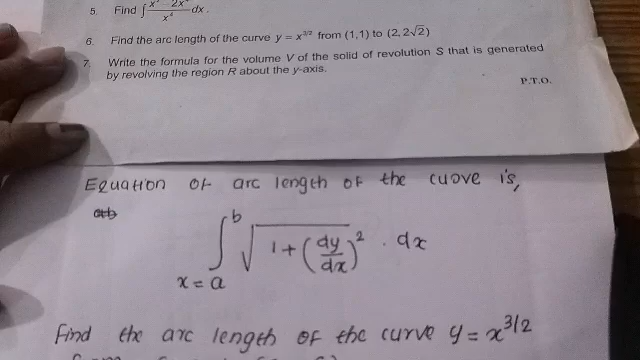 5. Find ∫ x³ 2x⁴ / x⁴ dx.
6. Find the arc length of the curve y = x^{3/2} from (1,1) to (2, 2√2)
7. Write the formula for the volume V of the solid of revolution S that is generated
by revolving the region R about the y-axis.
P.T.O.
Equation of arc length of the curve is,
∫_{x=a}^{b} √(1+(dy/dx)²) . dx
Find the arc length of the curve y = x^{3/2}